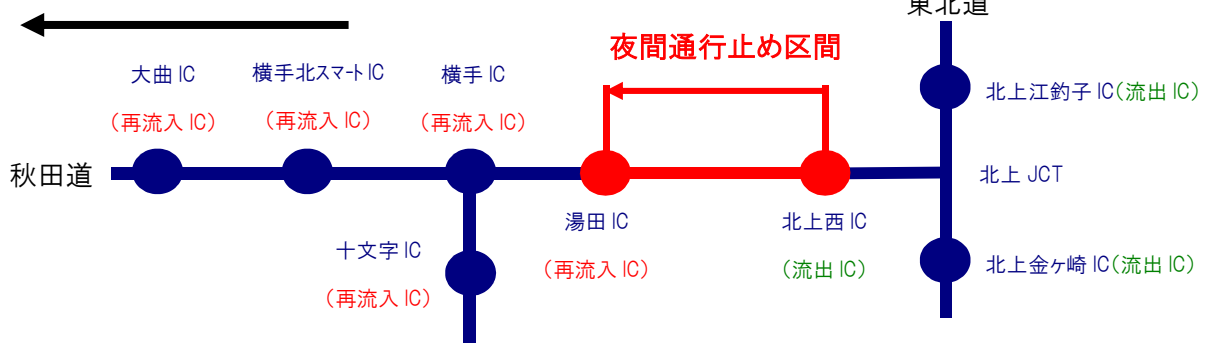 東北道
夜間通行止め区間
大曲 IC
横手北スマート IC
横手 IC
北上江釣子 IC(流出 IC)
(再流入 IC)
(再流入 IC)
(再流入 IC)
秋田道
北上 JCT
湯田 IC
北上西 IC
十文字 IC
(再流入 IC)
(流出 IC)
北上金ヶ崎 IC(流出 IC)
(再流入 IC)